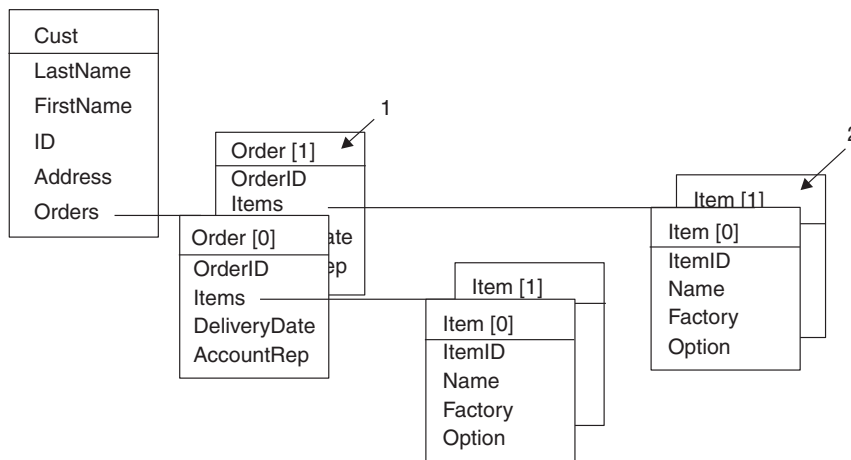 Cust
LastName
FirstName
ID
Address
Orders
1
Order [1]
OrderID
Items
ate
ep
Order [0]
OrderID
Items
DeliveryDate
AccountRep
Item [1]
Item [0]
ItemID
Name
Factory
Option
2
Item [1]
Item [0]
ItemID
Name
Factory
Option